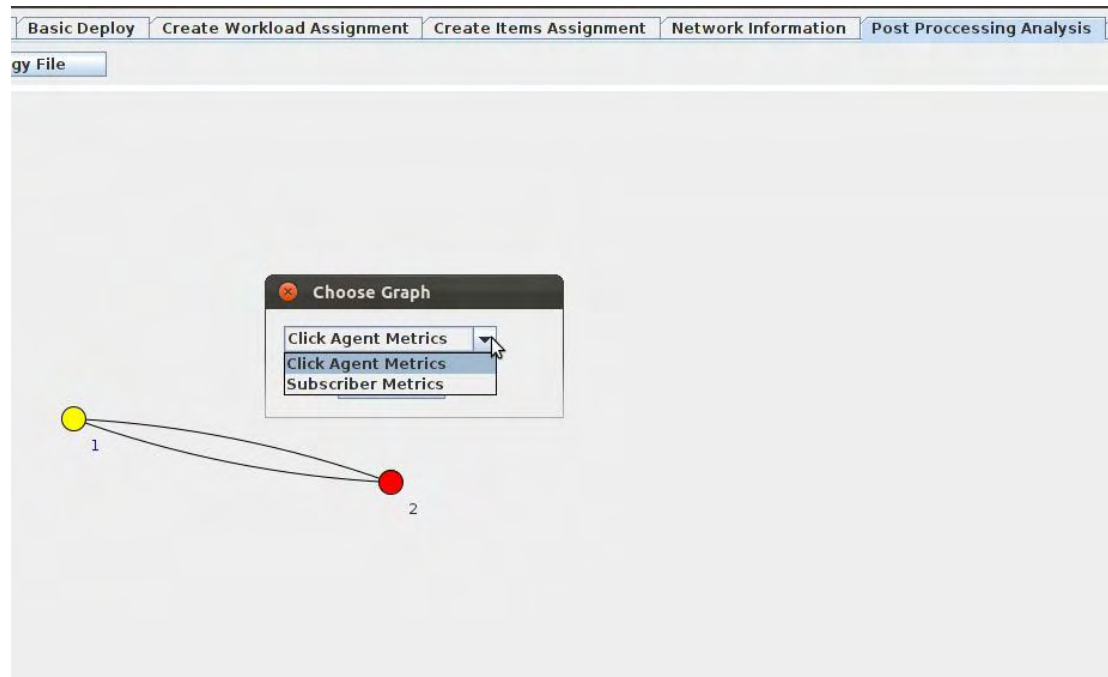 Basic Deploy Create Workload Assignment Create Items Assignment Network Information Post Proccessing Analysis
gy File
Choose Graph
Click Agent Metrics
Click Agent Metrics
Subscriber Metrics
1
2